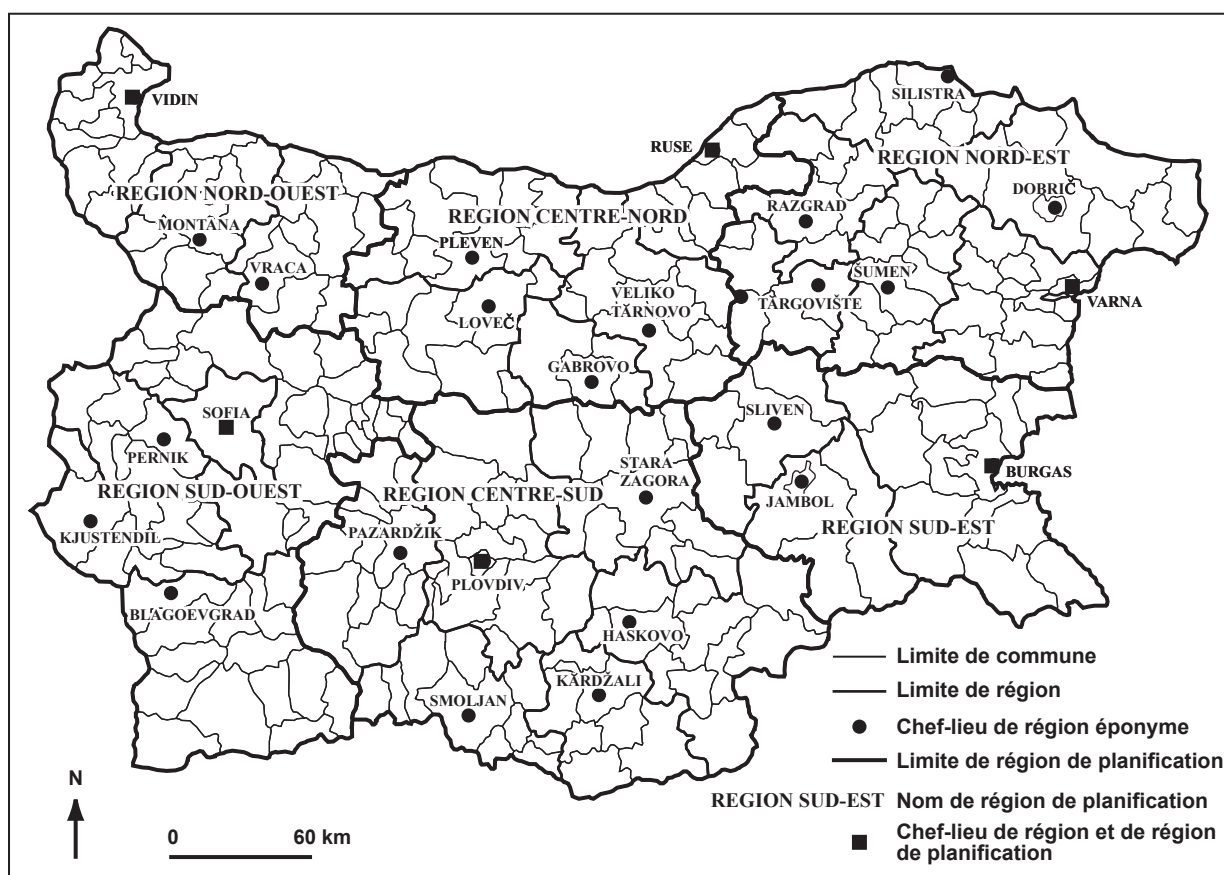 VIDIN
SILISTRA
RUSE
REGION NORD-EST
REGION NORD-OUEST
DOBRIČ
RAZGRAD
REGION CENTRE-NORD
MONTANA
PLEVEN
VRACA
ŠUMEN
VELIKO
TĂRNOVO
TĂRGOVIŠTE
VARNA
LOVEČ
GABROVO
SOFIA
SLIVEN
PERNIK
STARA
ZAGORA
BURGAS
REGION SUD-OUEST
REGION CENTRE-SUD
JAMBOL
REGION SUD-EST
KJUSTENDIL
PAZARDŽIK
PLOVDIV
BLAGOEVGRAD
HASKOVO
KĂRDŽALI
SMOLJAN
Limite de commune
Limite de région
Chef-lieu de région éponyme
Limite de région de planification
REGION SUD-EST Nom de région de planification
Chef-lieu de région et de région
de planification
N
0 60 km